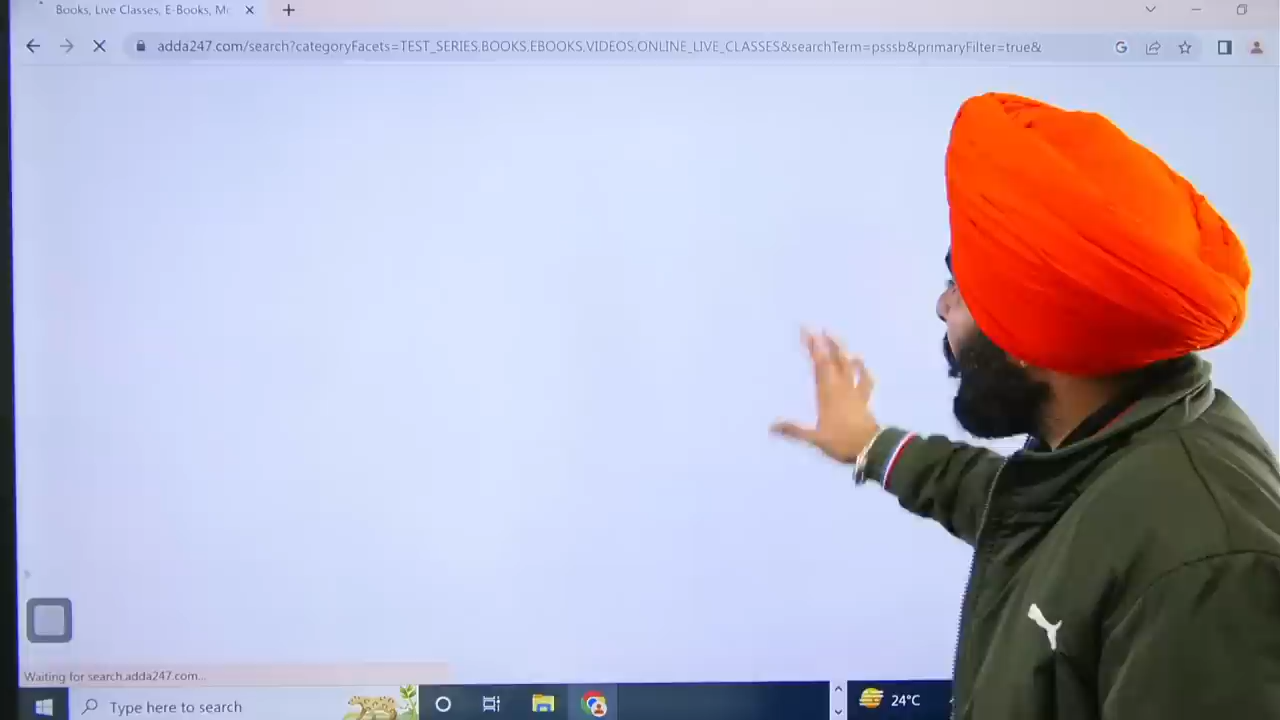 Books, Live Classes, E-Books, Mo
adda247.com/search?categoryFacets=TEST_SERIES,BOOKS,EBOOKS,VIDEOS,ONLINE_LIVE_CLASSES&searchTerm=psssb&primaryFilter=true&
Waiting for search.adda247.com...
Type here to search
24°C